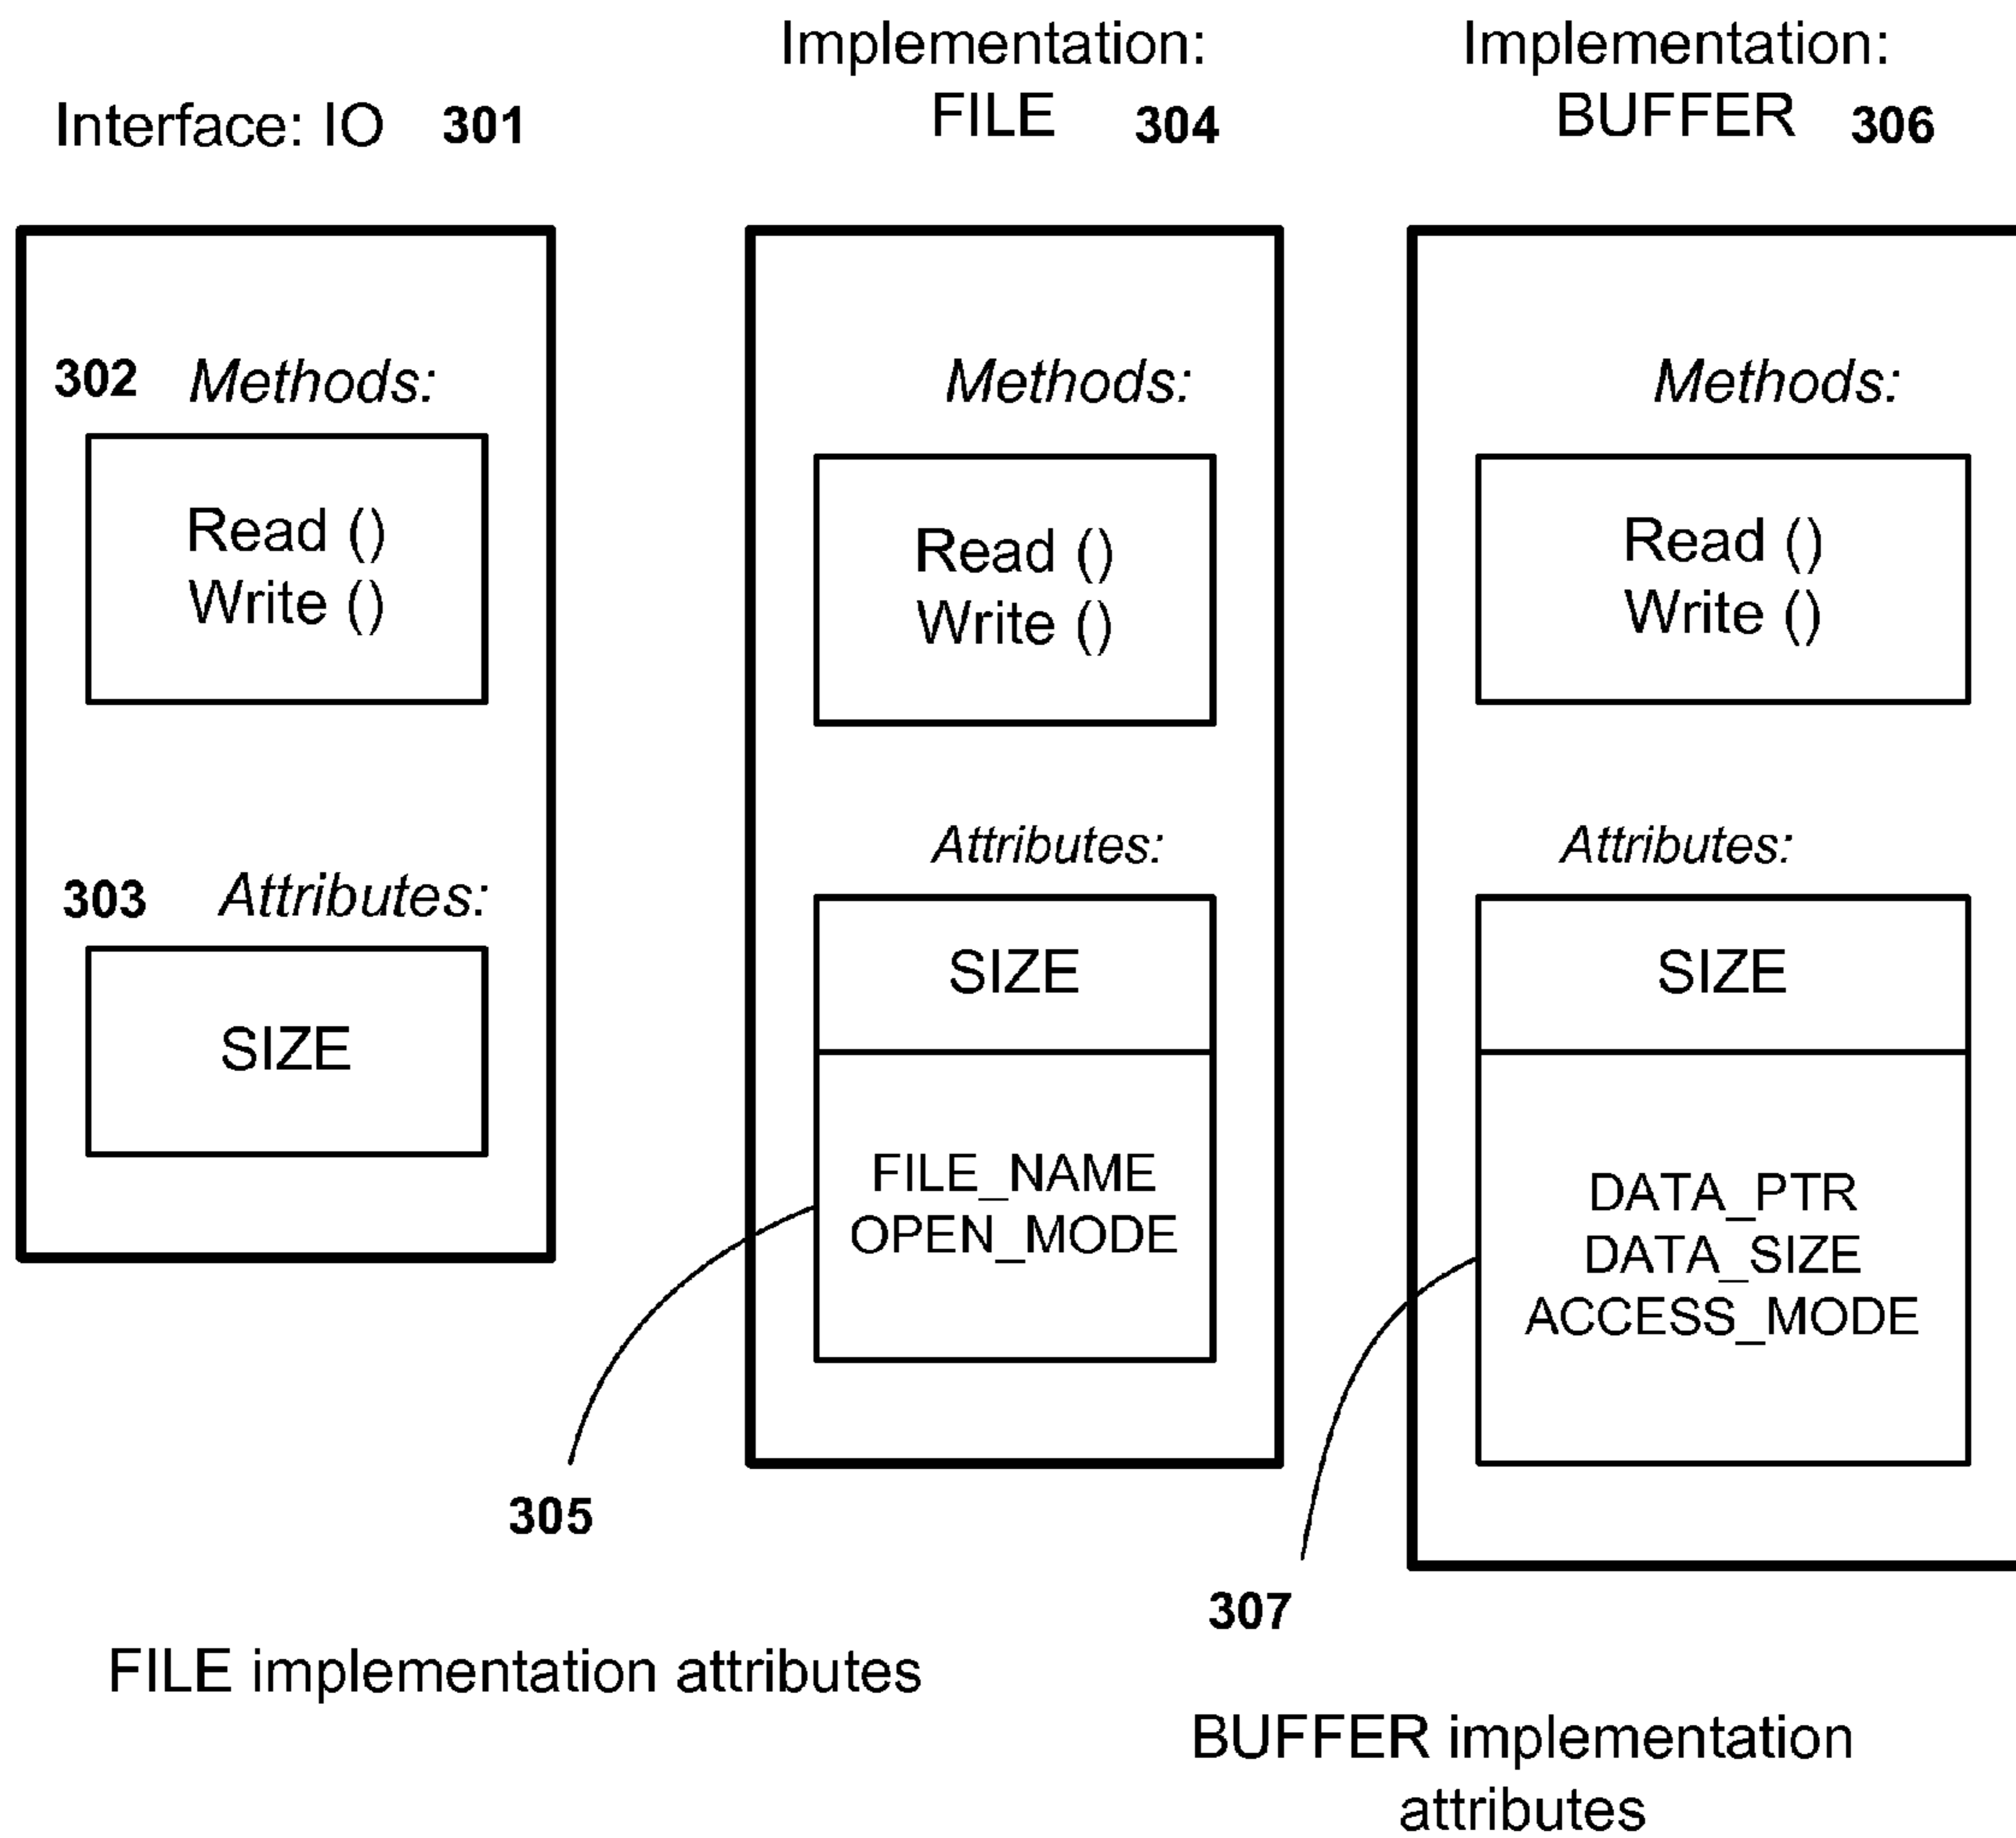 Interface: IO 301
Implementation:
FILE 304
Implementation:
BUFFER 306
302 Methods:
Read ()
Write ()
303 Attributes:
SIZE
Methods:
Read ()
Write ()
Attributes:
SIZE
FILE_NAME
OPEN_MODE
305
FILE implementation attributes
Methods:
Read ()
Write ()
Attributes:
SIZE
DATA_PTR
DATA_SIZE
ACCESS_MODE
307
BUFFER implementation
attributes